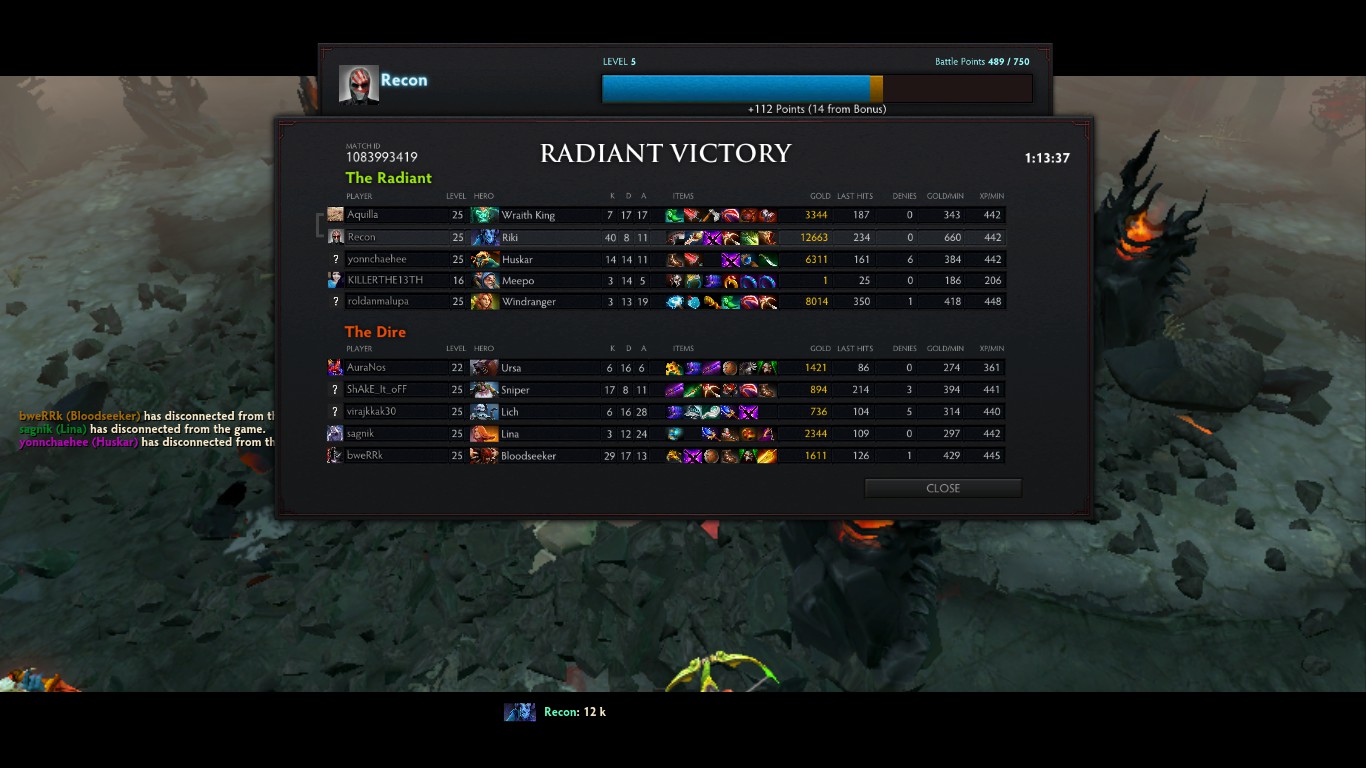 Recon
LEVEL 5
Battle Points 489 / 750
+112 Points (14 from Bonus)
MATCH ID
1083993419
RADIANT VICTORY
1:13:37
The Radiant
PLAYER LEVEL HERO K D A ITEMS GOLD LAST HITS DENIES GOLD/MIN XP/MIN
Aquilla 25 Wraith King 7 17 17 3344 187 0 343 442
Recon 25 Riki 40 8 11 12663 234 0 660 442
? yonnchaehee 25 Huskar 14 14 11 6311 161 6 384 442
KILLERTHE13TH 16 Meepo 3 14 5 1 25 0 186 206
? roldanmalupa 25 Windranger 3 13 19 8014 350 1 418 448
The Dire
PLAYER LEVEL HERO K D A ITEMS GOLD LAST HITS DENIES GOLD/MIN XP/MIN
AuraNos 22 Ursa 6 16 6 1421 86 0 274 361
? ShAkE_It_oFF 25 Sniper 17 8 11 894 214 3 394 441
? virajkkak30 25 Lich 6 16 28 736 104 5 314 440
sagnik 25 Lina 3 12 24 2344 109 0 297 442
bweRRk 25 Bloodseeker 29 17 13 1611 126 1 429 445
bweRRk (Bloodseeker) has disconnected from t
sagnik (Lina) has disconnected from the game.
yonnchaehee (Huskar) has disconnected from th
CLOSE
Recon: 12 k